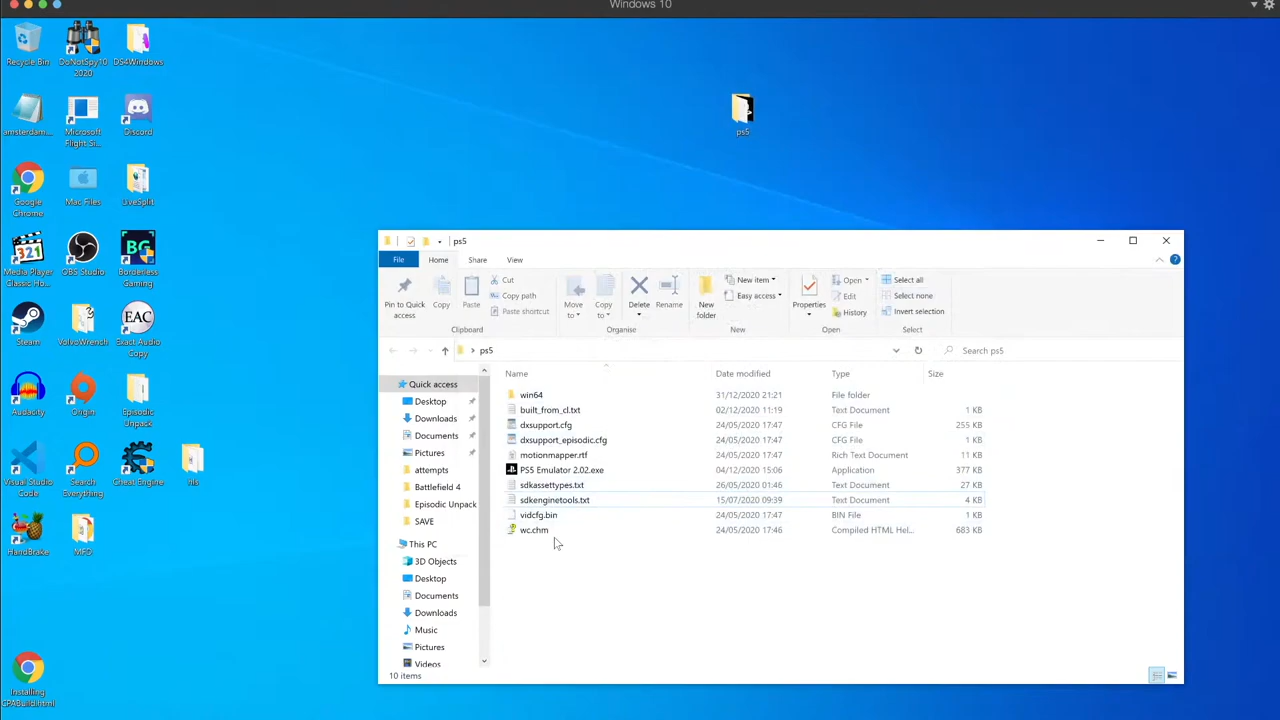 Windows 10
Recycle Bin
DoNotSpy10
2020
DS4Windows
amsterdam...
Microsoft
Flight Si...
Discord
Google
Chrome
Mac Files
LiveSplit
Media Player
Classic Ho...
OBS Studio
Borderless
Gaming
Steam
VolvoWrench
Exact Audio
Copy
Audacity
Origin
Episodic
Unpack
Visual Studio
Code
Search
Everything
Cheat Engine
hls
HandBrake
MFD
Installing
CPABuild.html
ps5
ps5
File
Home
Share
View
Pin to Quick
access
Copy
Paste
Cut
Copy path
Paste shortcut
Clipboard
Move
to
Copy
to
Delete
Rename
Organise
New
folder
New item
Easy access
New
Properties
Open
Edit
History
Open
Select all
Select none
Invert selection
Select
ps5
Search ps5
Quick access
Desktop
Downloads
Documents
Pictures
attempts
Battlefield 4
Episodic Unpack
SAVE
This PC
3D Objects
Desktop
Documents
Downloads
Music
Pictures
Videos
Name Date modified Type Size
win64 31/12/2020 21:21 File folder
built_from_cl.txt 02/12/2020 11:19 Text Document 1 KB
dxsupport.cfg 24/05/2020 17:47 CFG File 255 KB
dxsupport_episodic.cfg 24/05/2020 17:47 CFG File 6 KB
motionmapper.rtf 24/05/2020 17:47 Rich Text Document 11 KB
PS5 Emulator 2.02.exe 04/12/2020 15:06 Application 377 KB
sdkassettypes.txt 26/05/2020 01:46 Text Document 27 KB
sdkenginetools.txt 15/07/2020 09:39 Text Document 4 KB
vidcfg.bin 24/05/2020 17:47 BIN File 1 KB
wc.chm 24/05/2020 17:46 Compiled HTML Hel... 683 KB
10 items